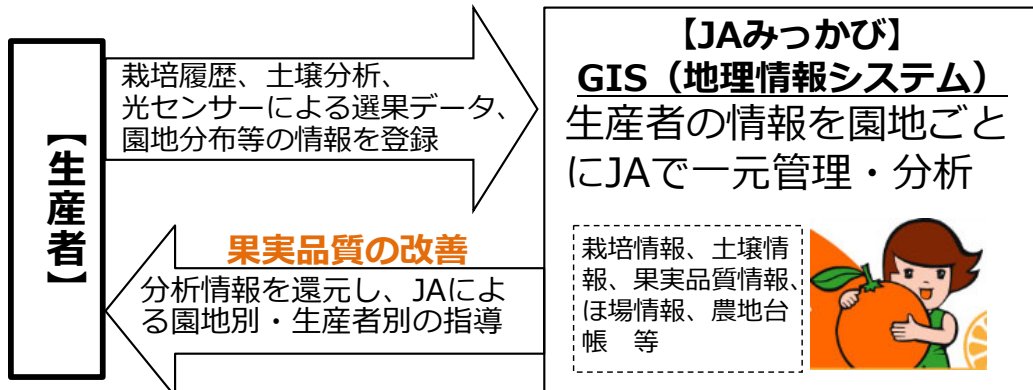 【生産者】
栽培履歴、土壌分析、
光センサーによる選果データ、
園地分布等の情報を登録
果実品質の改善
分析情報を還元し、JAによ
る園地別・生産者別の指導
【JAみっかび】
GIS（地理情報システム）
生産者の情報を園地ごと
にJAで一元管理・分析
栽培情報、土壌情
報、果実品質情報、
ほ場情報、農地台
帳　等